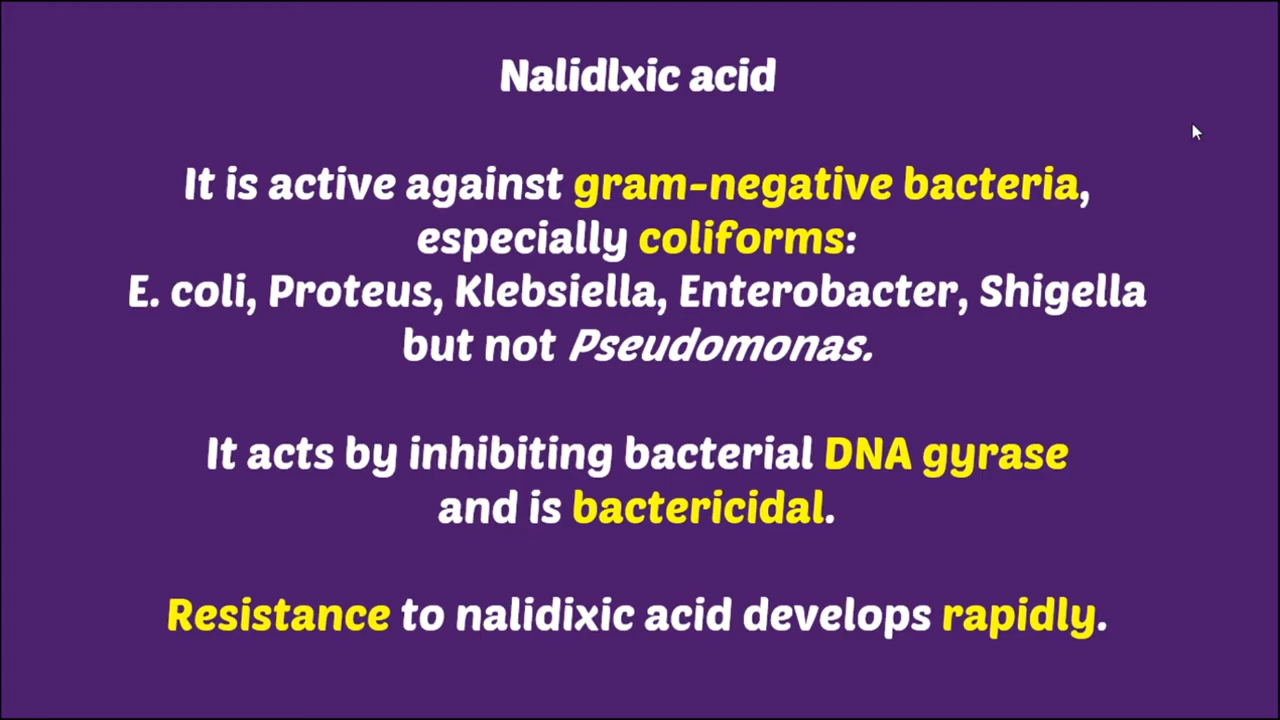 Nalidlxic acid
It is active against gram-negative bacteria,
especially coliforms:
E. coli, Proteus, Klebsiella, Enterobacter, Shigella
but not Pseudomonas.
It acts by inhibiting bacterial DNA gyrase
and is bactericidal.
Resistance to nalidixic acid develops rapidly.